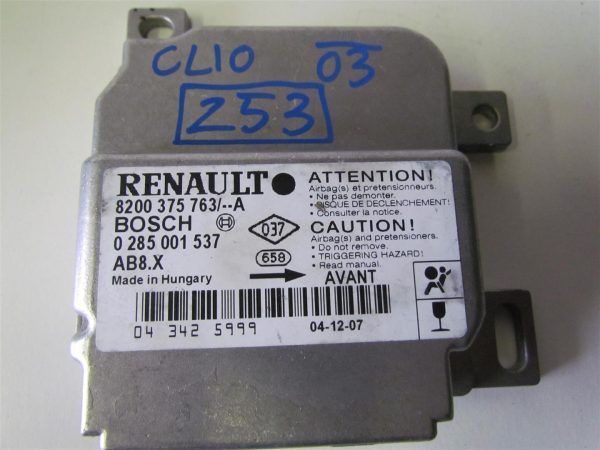 CLIO 03
253
RENAULT
8200 375 763/--A
BOSCH
0 285 001 537
AB8.X
Made in Hungary
037
658
ATTENTION!
Airbag(s) et pretensionneurs.
• Ne pas demonter.
• RISQUE DE DECLENCHEMENT!
• Consulter la notice.
CAUTION!
Airbag(s) and pretensioners.
• Do not remove.
• TRIGGERING HAZARD!
• Read manual.
AVANT
04 342 5999
04-12-07